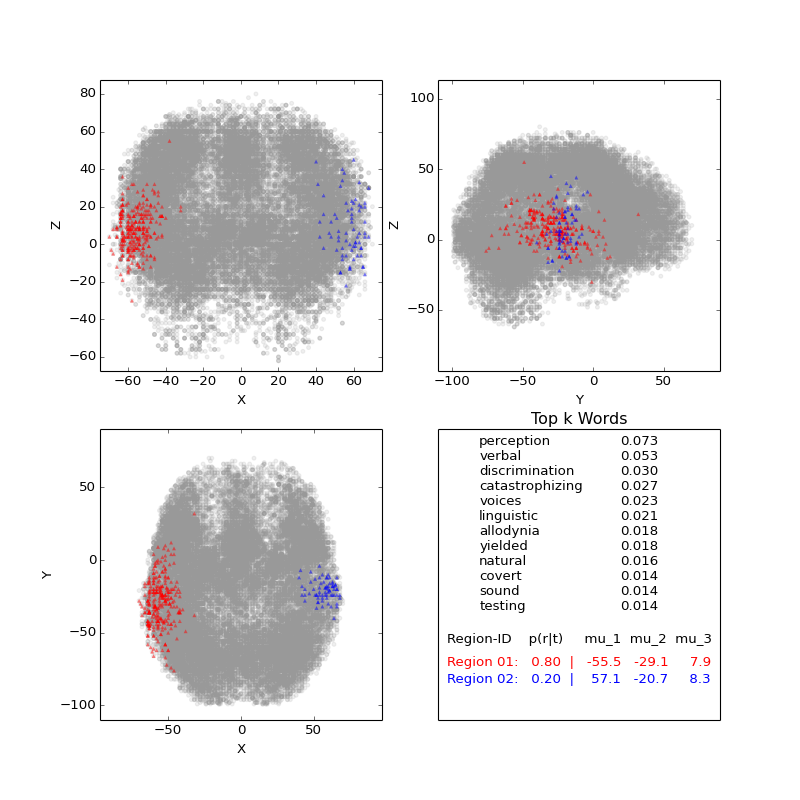 80
60
40
20
0
−20
−40
−60
Z
−60 −40 −20 0 20 40 60
X
100
50
0
−50
Z
−100 −50 0 50
Y
50
0
−50
−100
Y
−50 0 50
X
Top k Words
perception 0.073
verbal 0.053
discrimination 0.030
catastrophizing 0.027
voices 0.023
linguistic 0.021
allodynia 0.018
yielded 0.018
natural 0.016
covert 0.014
sound 0.014
testing 0.014
Region-ID p(r|t) mu_1 mu_2 mu_3
Region 01: 0.80 | -55.5 -29.1 7.9
Region 02: 0.20 | 57.1 -20.7 8.3